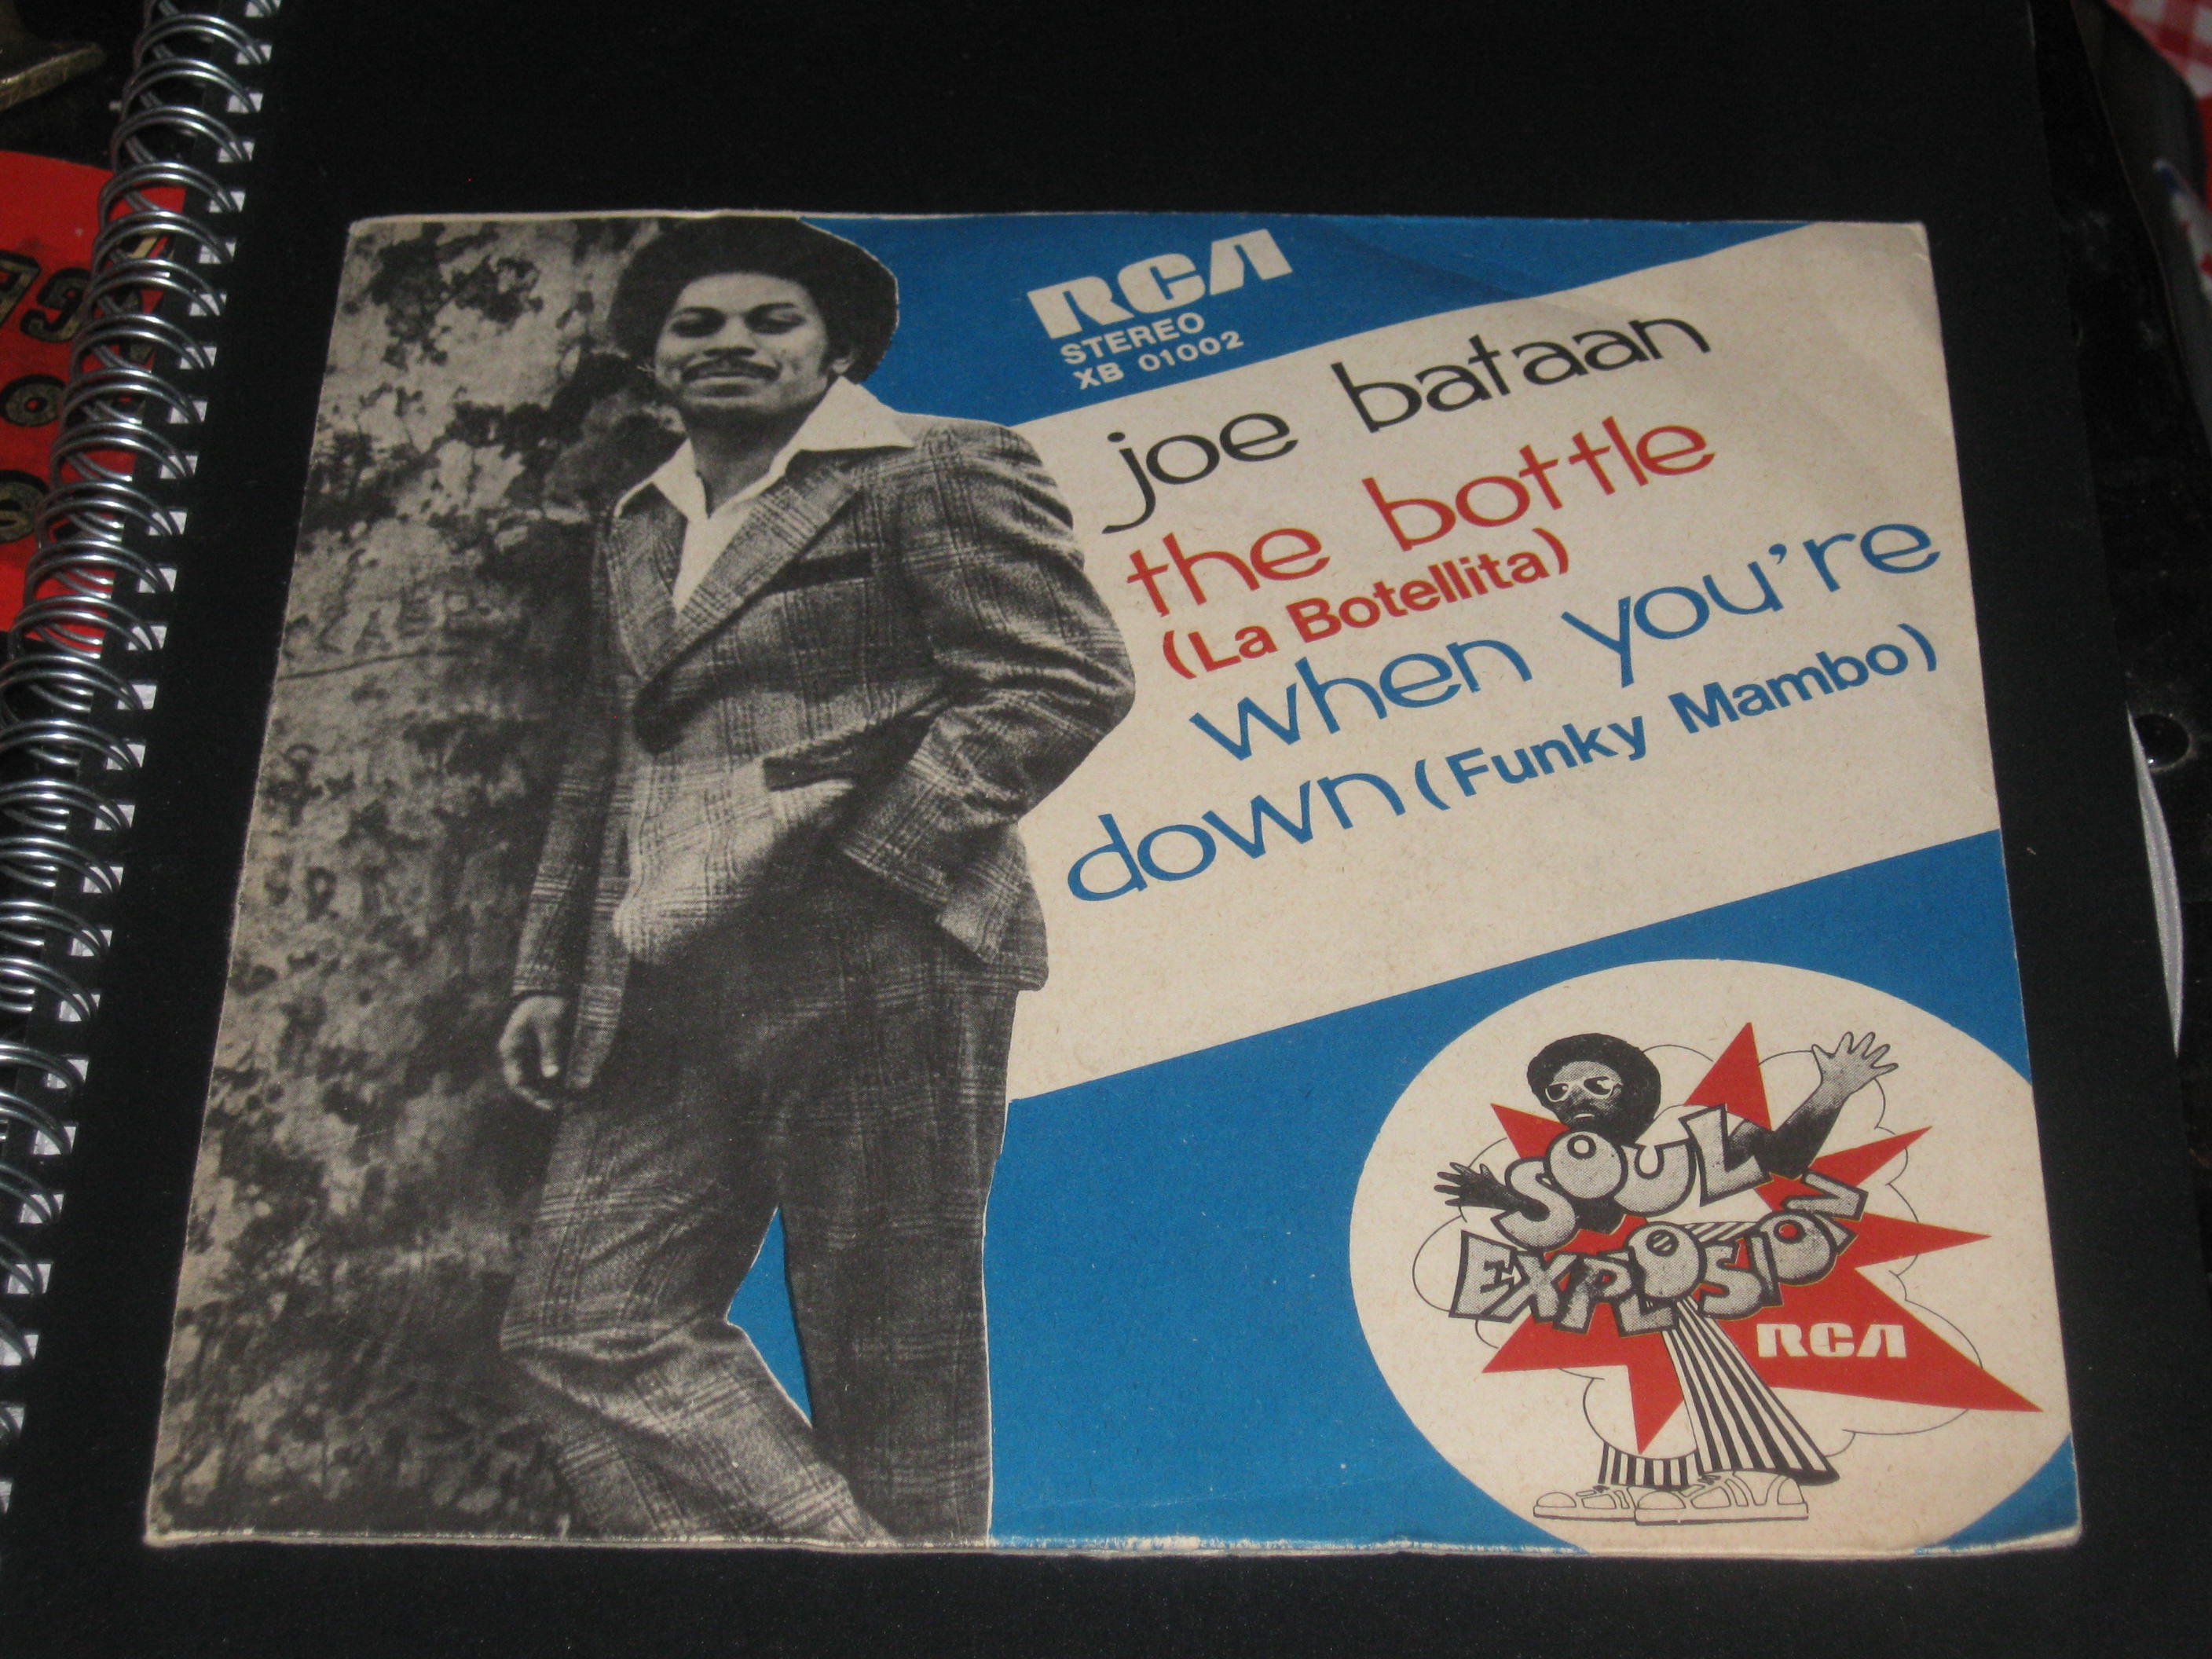 RCA
STEREO
XB 01002
joe bataan
the bottle
(La Botellita)
when you're
down (Funky Mambo)
SOUL
EXPLOSION
RCA